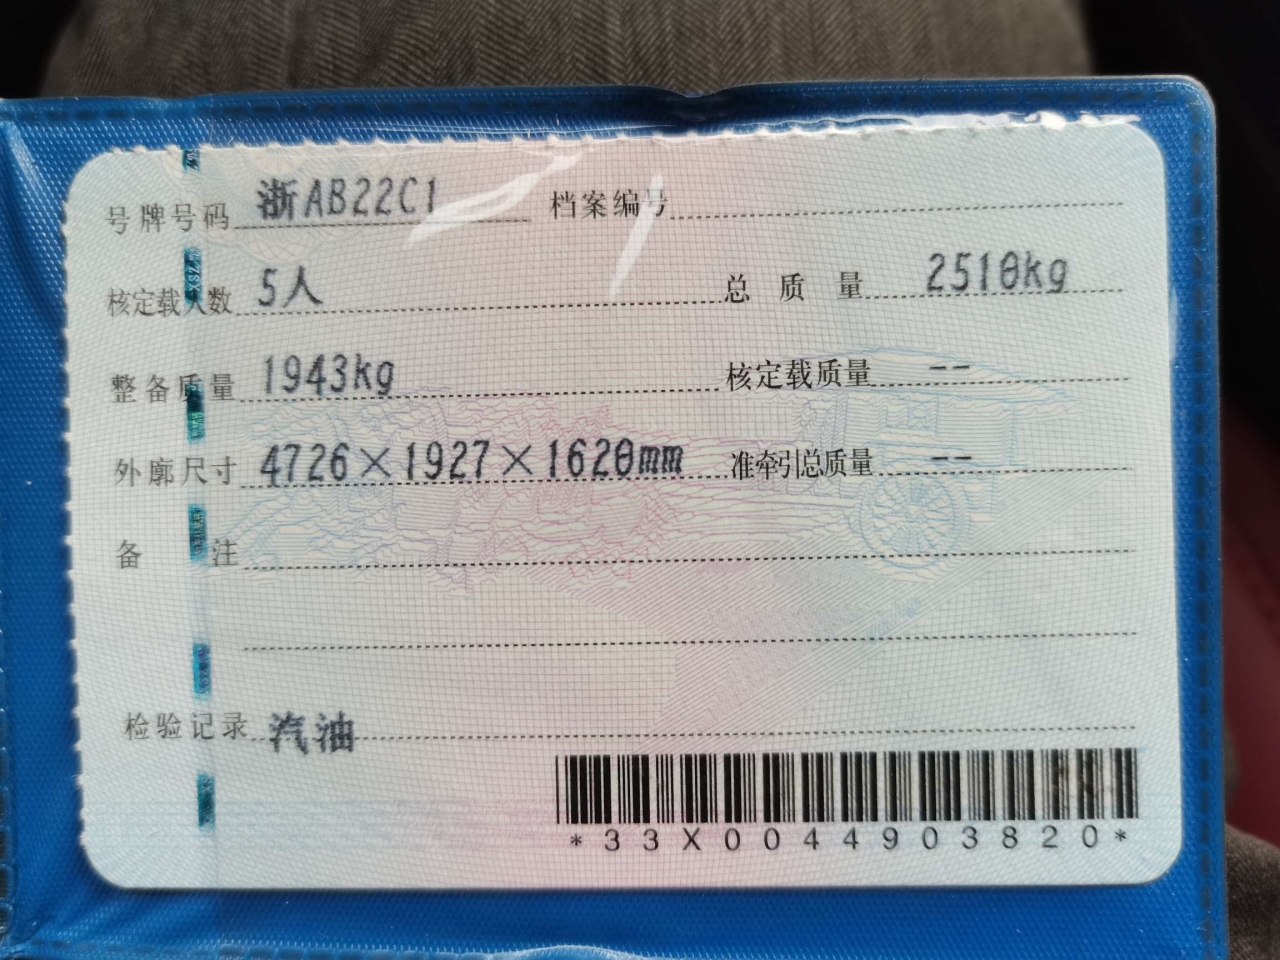 号牌号码 浙AB22C1 档案编号
核定载人数 5人 总质量 2510kg
整备质量 1943kg 核定载质量 --
外廓尺寸 4726×1927×1620mm 准牵引总质量 --
备注
检验记录 汽油
*33X0044903820*